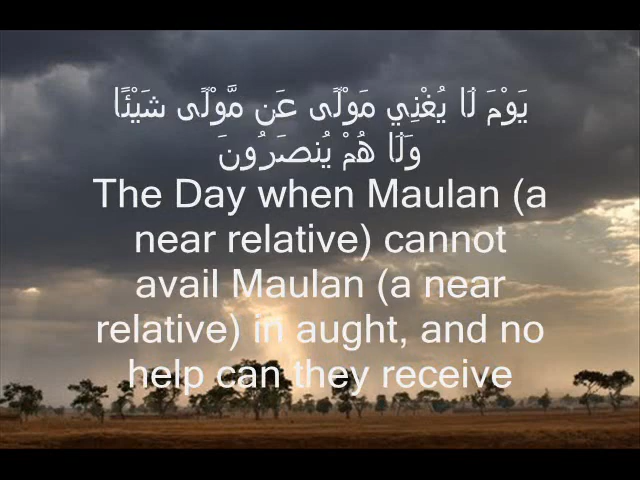 يَوْمَ لَا يُغْنِي مَوْلًى عَن مَّوْلًى شَيْئًا
وَلَا هُمْ يُنصَرُونَ
The Day when Maulan (a
near relative) cannot
avail Maulan (a near
relative) in aught, and no
help can they receive